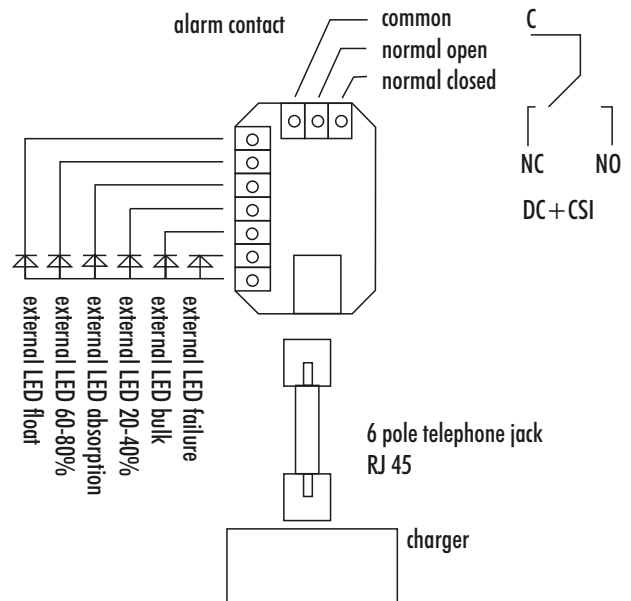 alarm contact
common
normal open
normal closed
C
NC
NO
DC+CSI
external LED float
external LED 60-80%
external LED absorption
external LED 20-40%
external LED bulk
external LED failure
6 pole telephone jack
RJ 45
charger